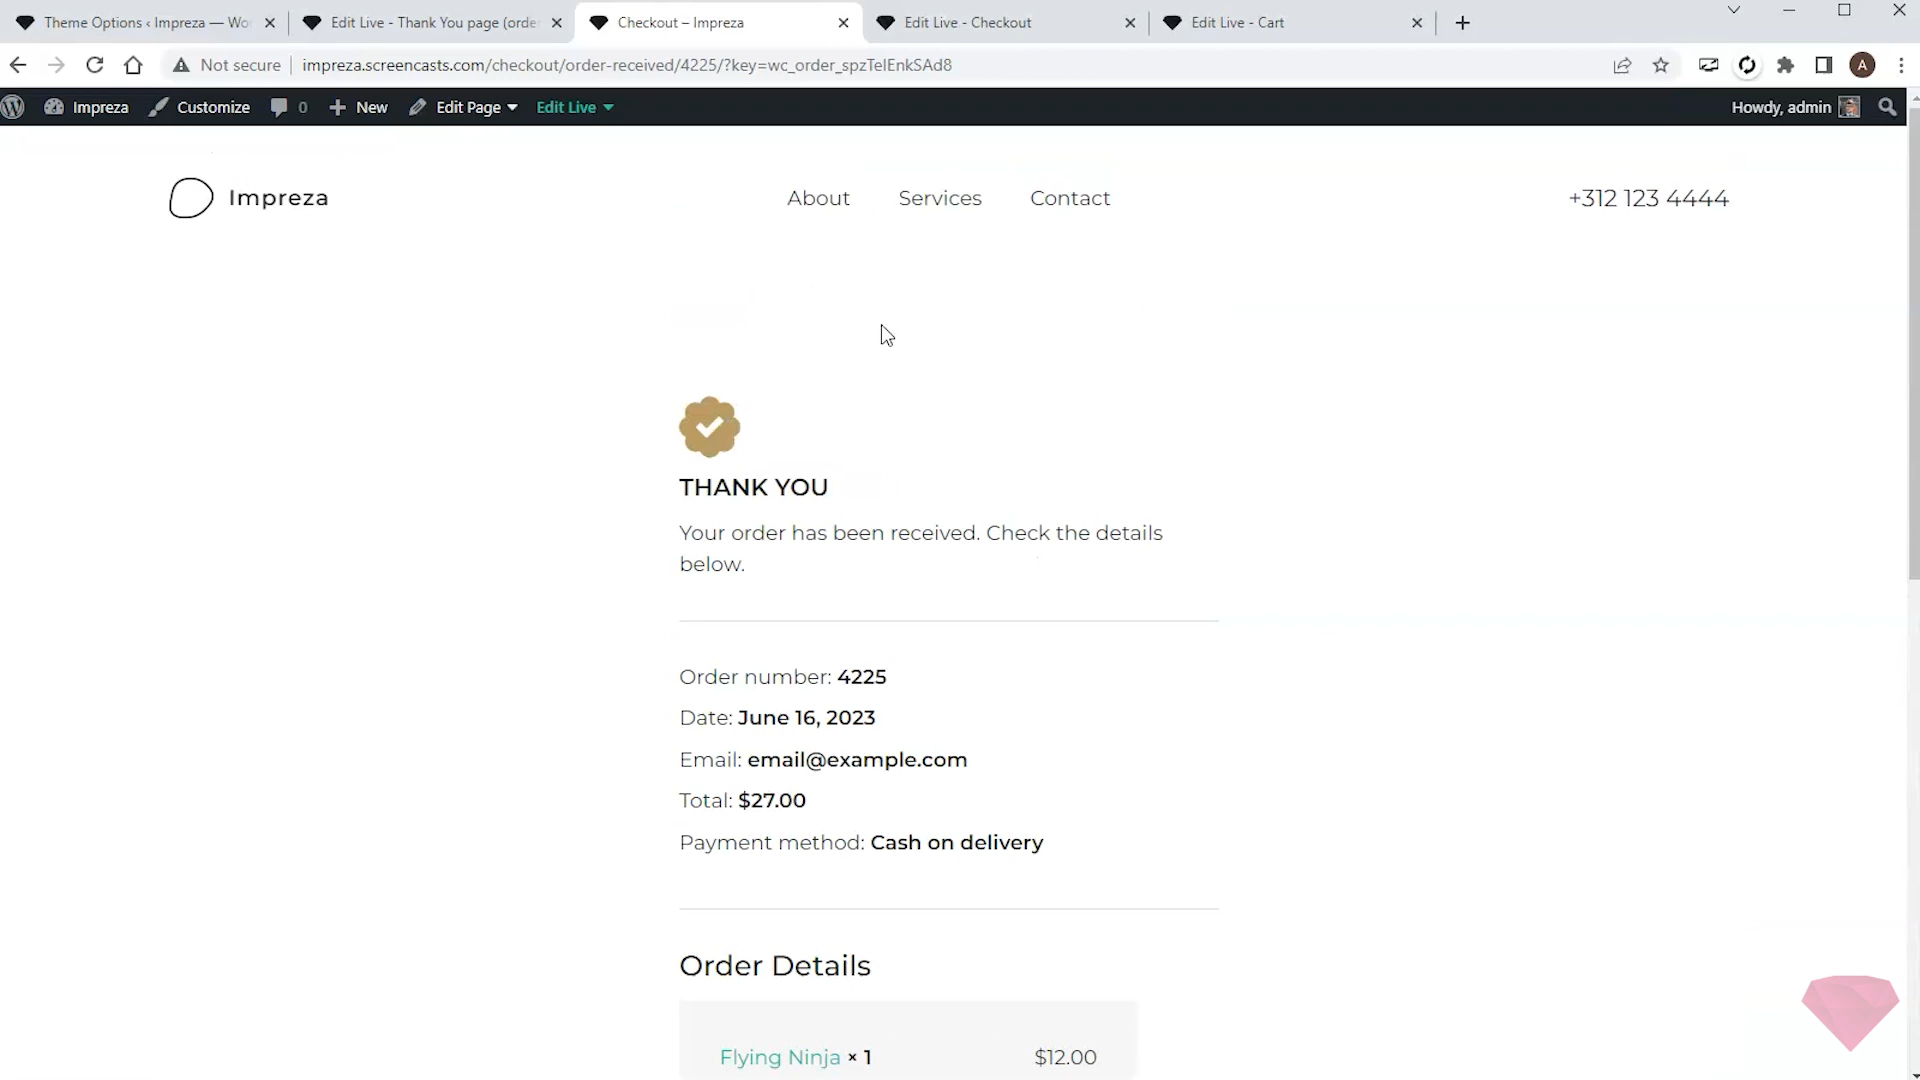 Theme Options ‹ Impreza — Wo
Edit Live - Thank You page (orde
Checkout – Impreza
Edit Live - Checkout
Edit Live - Cart
Not secure
impreza.screencasts.com/checkout/order-received/4225/?key=wc_order_spzTelEnkSAd8
A
Impreza
Customize
0
New
Edit Page
Edit Live
Howdy, admin
Impreza
About
Services
Contact
+312 123 4444
THANK YOU
Your order has been received. Check the details
below.
Order number: 4225
Date: June 16, 2023
Email: email@example.com
Total: $27.00
Payment method: Cash on delivery
Order Details
Flying Ninja × 1
$12.00